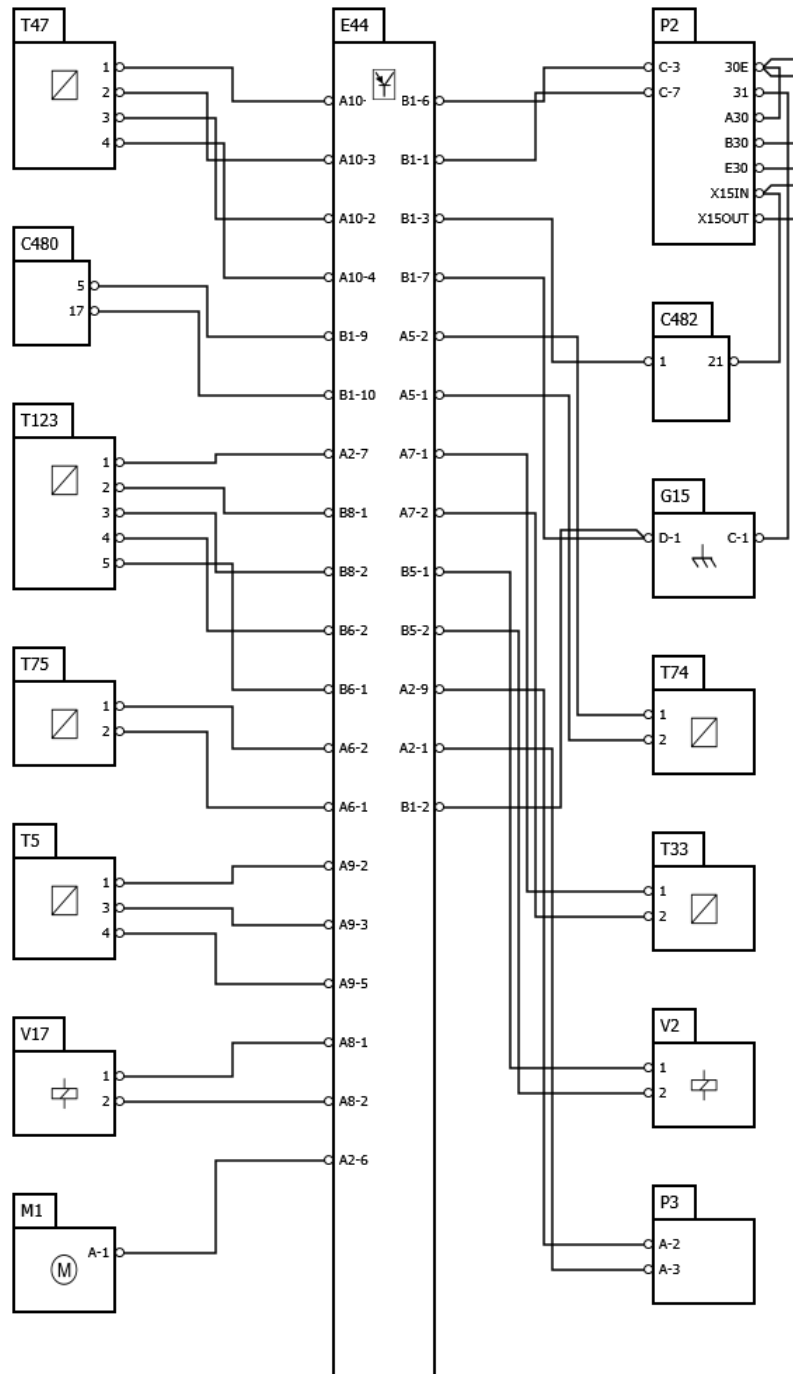 T47
1
2
3
4
C480
5
17
T123
1
2
3
4
5
T75
1
2
T5
1
3
4
V17
1
2
M1
A-1
M
E44
A10-
A10-3
A10-2
A10-4
B1-9
B1-10
A2-7
B8-1
B8-2
B6-2
B6-1
A6-2
A6-1
A9-2
A9-3
A9-5
A8-1
A8-2
A2-6
B1-6
B1-1
B1-3
B1-7
A5-2
A5-1
A7-1
A7-2
B5-1
B5-2
A2-9
A2-1
B1-2
P2
C-3 30E
C-7 31
A30
B30
E30
X15IN
X15OUT
C482
1 21
G15
D-1 C-1
T74
1
2
T33
1
2
V2
1
2
P3
A-2
A-3